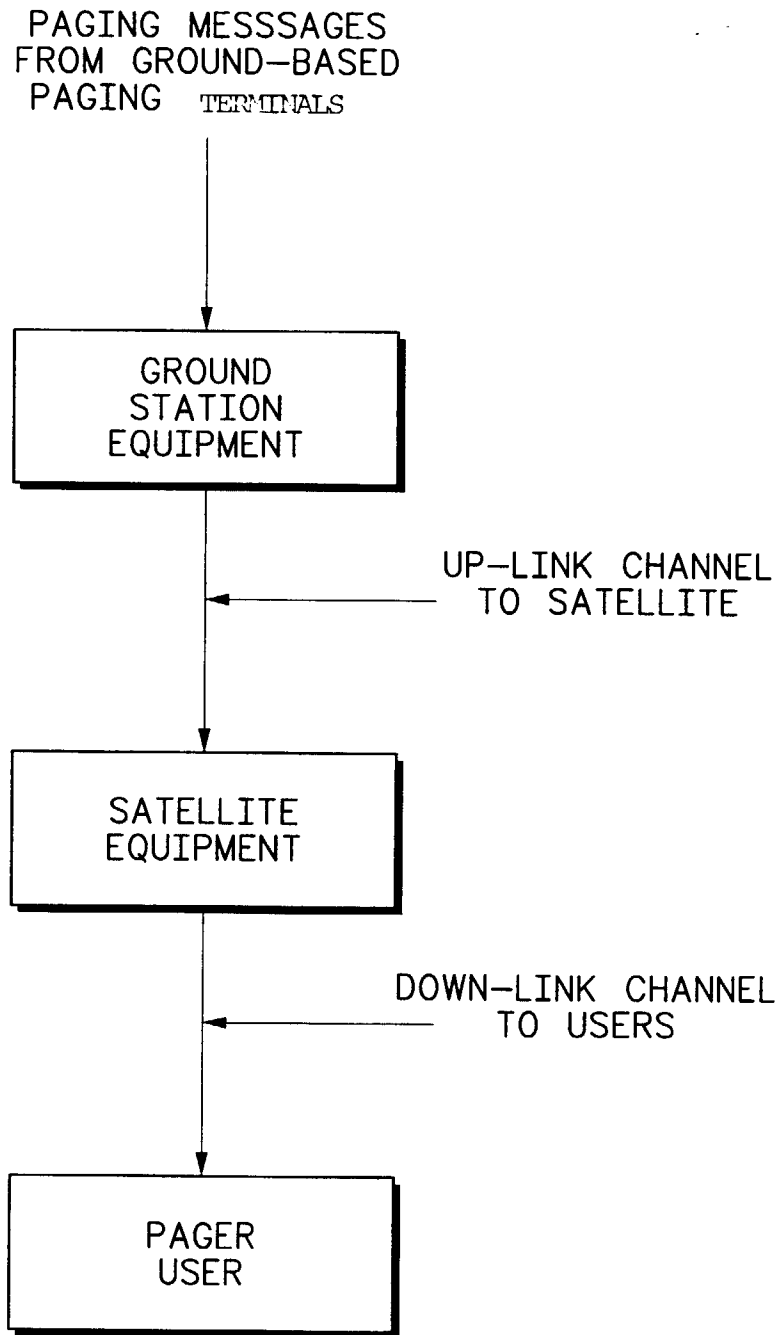 PAGING MESSSAGES
FROM GROUND-BASED
PAGING TERMINALS
GROUND
STATION
EQUIPMENT
UP-LINK CHANNEL
TO SATELLITE
SATELLITE
EQUIPMENT
DOWN-LINK CHANNEL
TO USERS
PAGER
USER